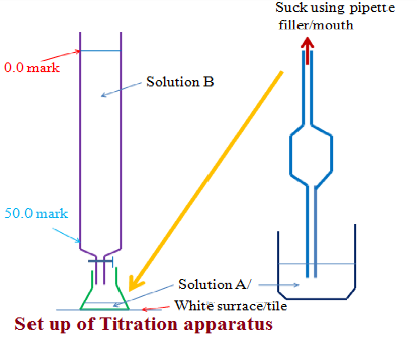 Suck using pipette
filler/mouth
0.0 mark
Solution B
50.0 mark
Solution A/
White surrace/tile
Set up of Titration apparatus